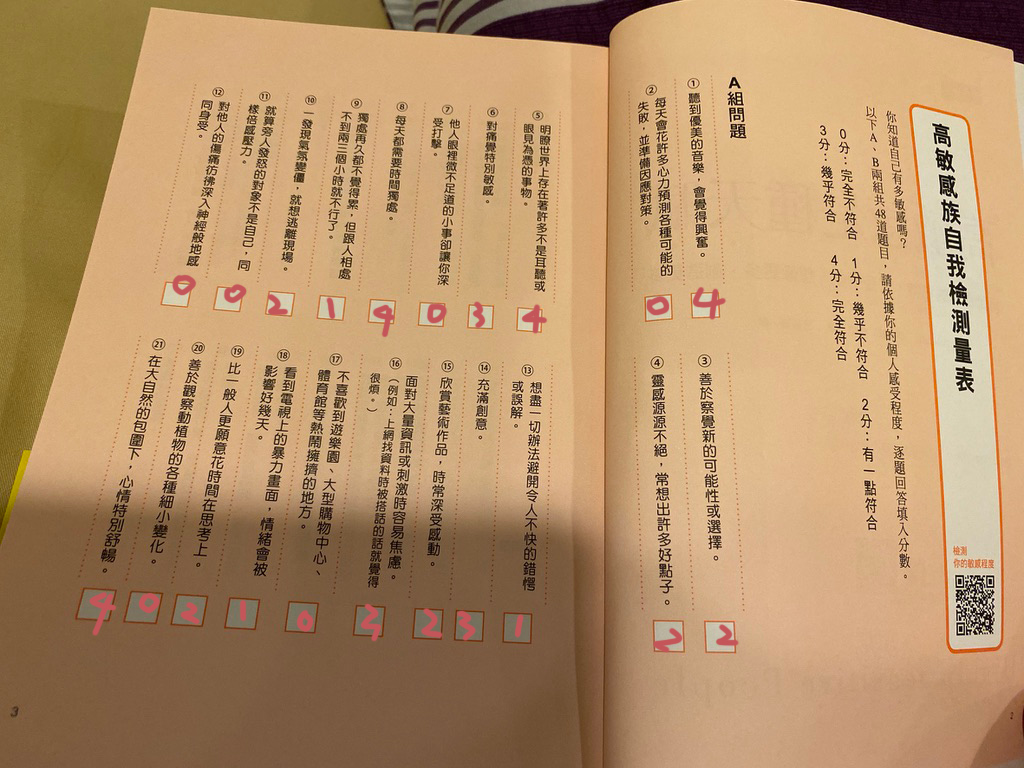 高敏感族自我檢測量表
檢測
你的敏感程度
你知道自己有多敏感嗎？
以下A、B兩組共48道題目，請依據你的個人感受程度，逐題回答填入分數。
0分：完全不符合　1分：幾乎不符合　2分：有一點符合
3分：幾乎符合　4分：完全符合
A組問題
①聽到優美的音樂，會覺得興奮。
4
②每天會花許多心力預測各種可能的
失敗，並準備因應對策。
0
③善於察覺新的可能性或選擇。
2
④靈感源源不絕，常想出許多好點子。
2
2
⑤明瞭世界上存在著許多不是耳聽或
眼見為憑的事物。
4
⑥對痛覺特別敏感。
3
⑦他人眼裡微不足道的小事卻讓你深
受打擊。
0
⑧每天都需要時間獨處。
4
⑨獨處再久都不覺得累，但跟人相處
不到兩三個小時就不行了。
1
⑩一發現氣氛變僵，就想逃離現場。
2
⑪就算旁人發怒的對象不是自己，同
樣倍感壓力。
0
⑫對他人的傷痛彷彿深入神經般地感
同身受。
0
⑬想盡一切辦法避開令人不快的錯愕
或誤解。
1
⑭充滿創意。
3
⑮欣賞藝術作品，時常深受感動。
2
⑯面對大量資訊或刺激時容易焦慮。
（例如：上網找資料時被搭話的話就覺得
很煩。）
⑰不喜歡到遊樂園、大型購物中心、
體育館等熱鬧擁擠的地方。
0
⑱看到電視上的暴力畫面，情緒會被
影響好幾天。
1
⑲比一般人更願意花時間在思考上。
2
⑳善於觀察動植物的各種細小變化。
0
㉑在大自然的包圍下，心情特別舒暢。
4
3